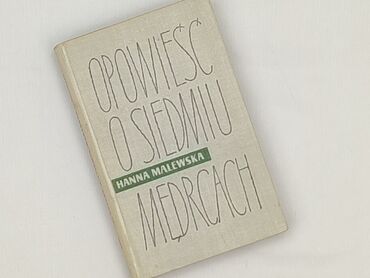 OPOWIEŚĆ
O SIEDMIU
HANNA MALEWSKA
MĘDRCACH